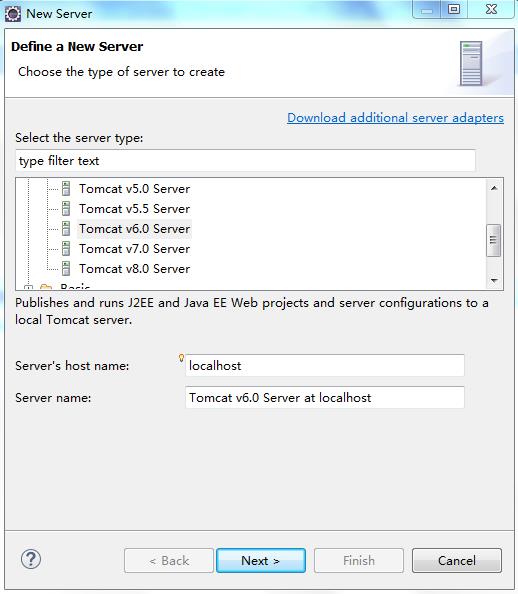 New Server
Define a New Server
Choose the type of server to create
Download additional server adapters
Select the server type:
type filter text
Tomcat v5.0 Server
Tomcat v5.5 Server
Tomcat v6.0 Server
Tomcat v7.0 Server
Tomcat v8.0 Server
Basic
Publishes and runs J2EE and Java EE Web projects and server configurations to a
local Tomcat server.
Server's host name:
localhost
Server name:
Tomcat v6.0 Server at localhost
?
< Back
Next >
Finish
Cancel